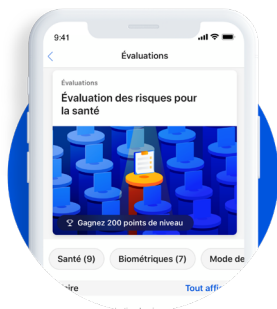 9:41
Évaluations
Évaluations
Évaluation des risques pour
la santé
Gagnez 200 points de niveau
Santé (9) Biométriques (7) Mode de
Tout